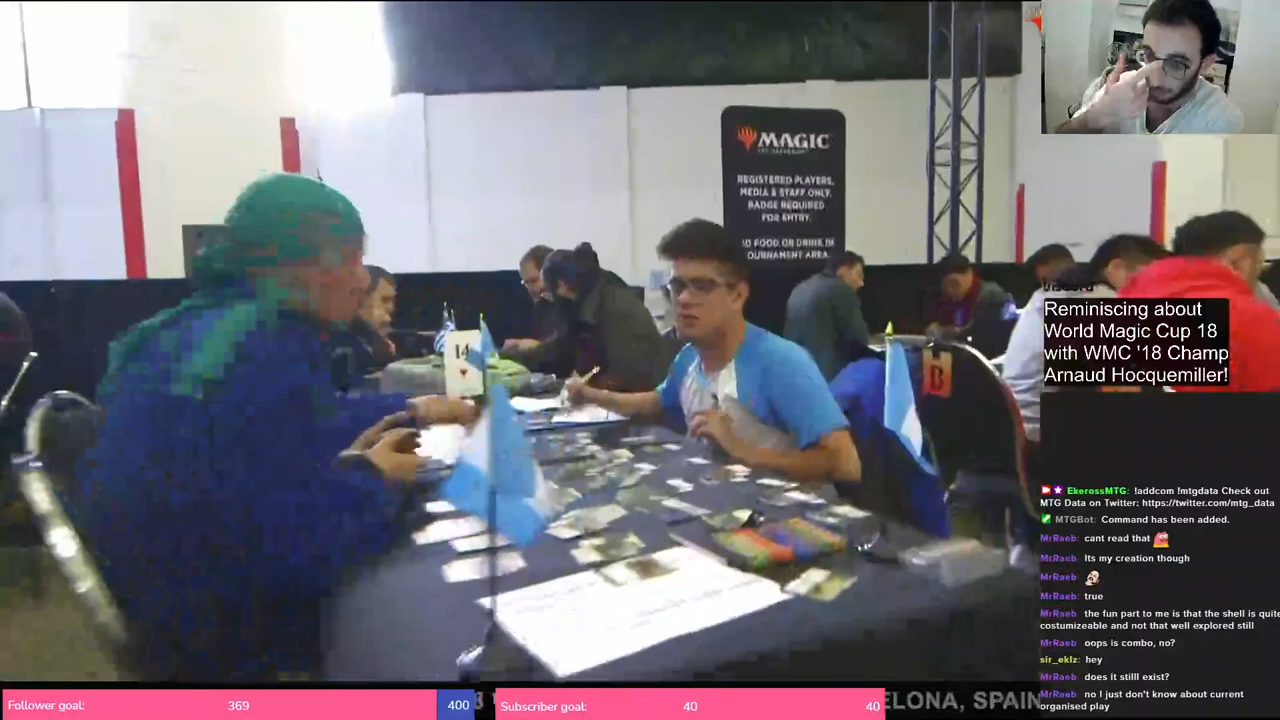 MAGIC
REGISTERED PLAYERS,
MEDIA & STAFF ONLY.
BADGE REQUIRED
FOR ENTRY.
NO FOOD OR DRINK IN
TOURNAMENT AREA.
14
B
Reminiscing about
World Magic Cup 18
with WMC '18 Champ
Arnaud Hocquemiller!
EkerossMTG: !addcom !mtgdata Check out
MTG Data on Twitter: https://twitter.com/mtg_data
MTGBot: Command has been added.
MrRaeb: cant read that
MrRaeb: Its my creation though
MrRaeb:
MrRaeb: true
MrRaeb: the fun part to me is that the shell is quite
costumizeable and not that well explored still
MrRaeb: oops is combo, no?
sir_eklz: hey
MrRaeb: does it stilll exist?
MrRaeb: no I just don't know about current
organised play
Follower goal: 369 400
Subscriber goal: 40 40
ELONA, SPAIN